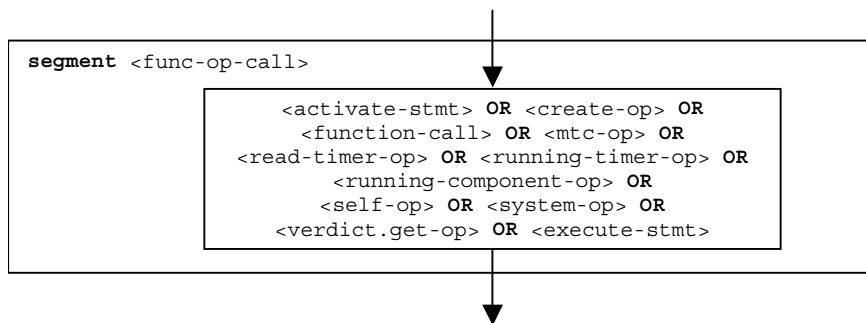 segment <func-op-call>
<activate-stmt> OR <create-op> OR
<function-call> OR <mtc-op> OR
<read-timer-op> OR <running-timer-op> OR
<running-component-op> OR
<self-op> OR <system-op> OR
<verdict.get-op> OR <execute-stmt>